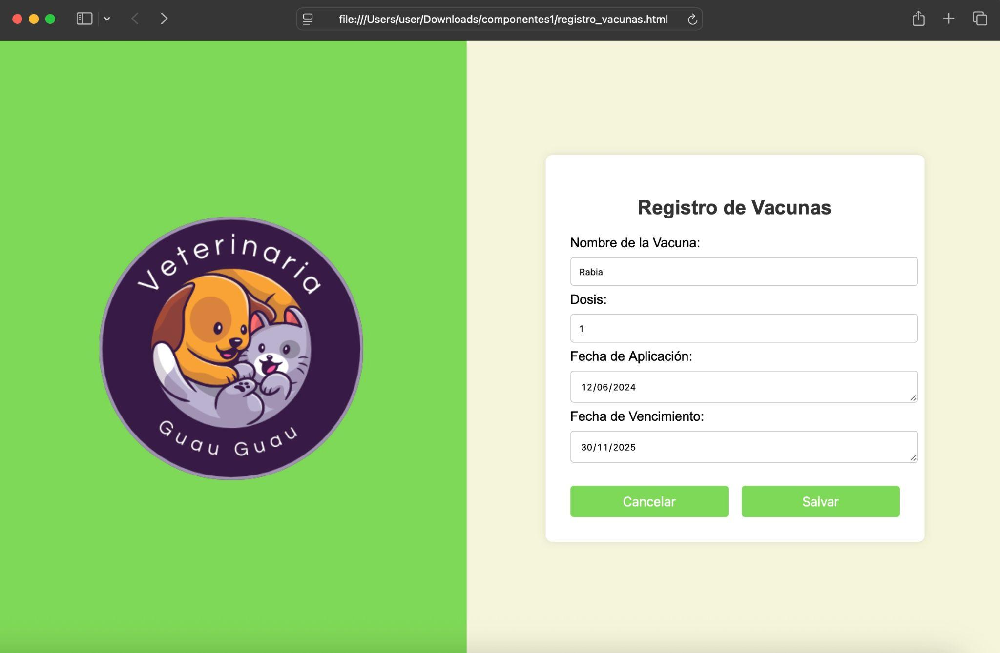 file:///Users/user/Downloads/componentes1/registro_vacunas.html
Veterinaria
Guau Guau
Registro de Vacunas
Nombre de la Vacuna:
Rabia
Dosis:
1
Fecha de Aplicación:
12/06/2024
Fecha de Vencimiento:
30/11/2025
Cancelar Salvar